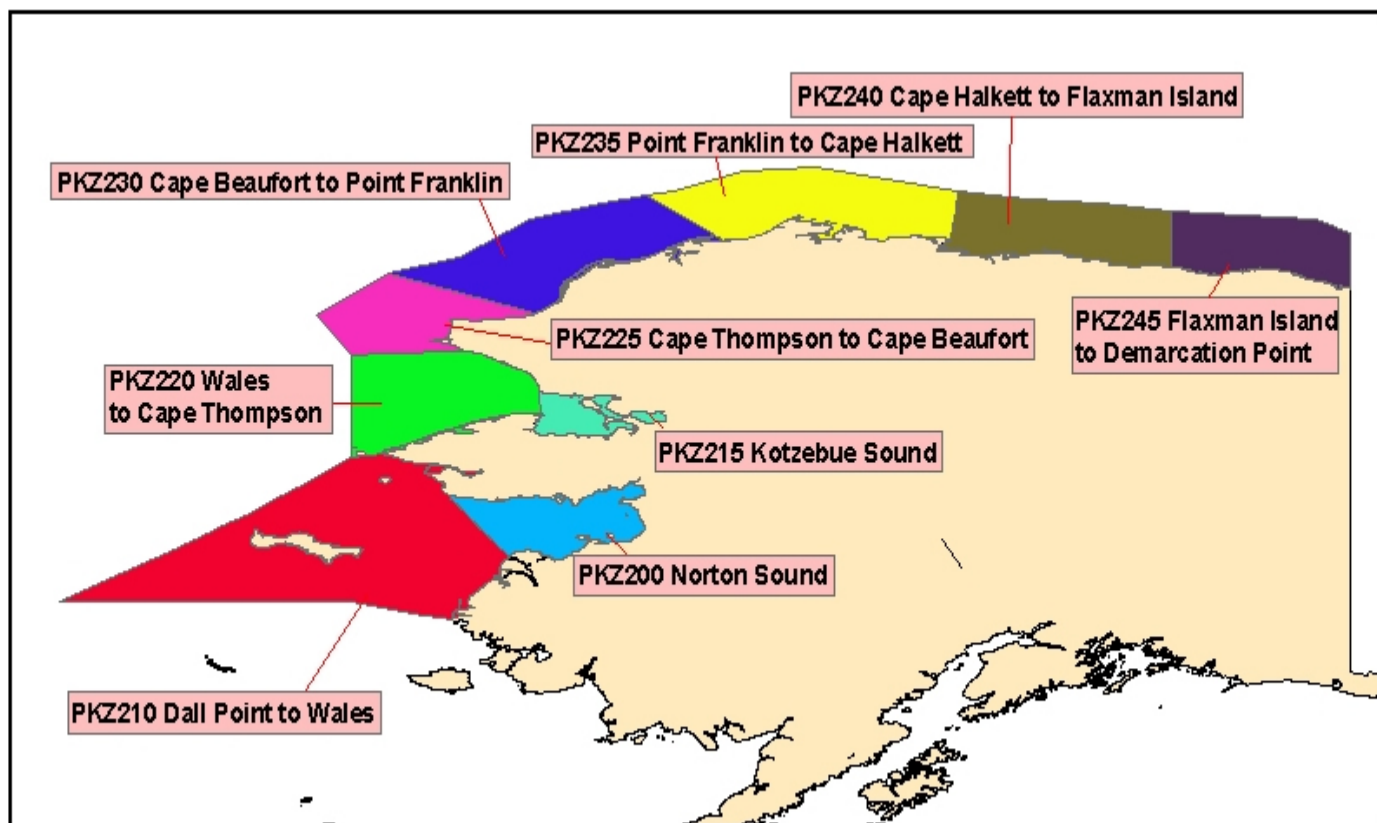 PKZ240 Cape Halkett to Flaxman Island
PKZ235 Point Franklin to Cape Halkett
PKZ230 Cape Beaufort to Point Franklin
PKZ225 Cape Thompson to Cape Beaufort
PKZ245 Flaxman Island
to Demarcation Point
PKZ220 Wales
to Cape Thompson
PKZ215 Kotzebue Sound
PKZ200 Norton Sound
PKZ210 Dall Point to Wales